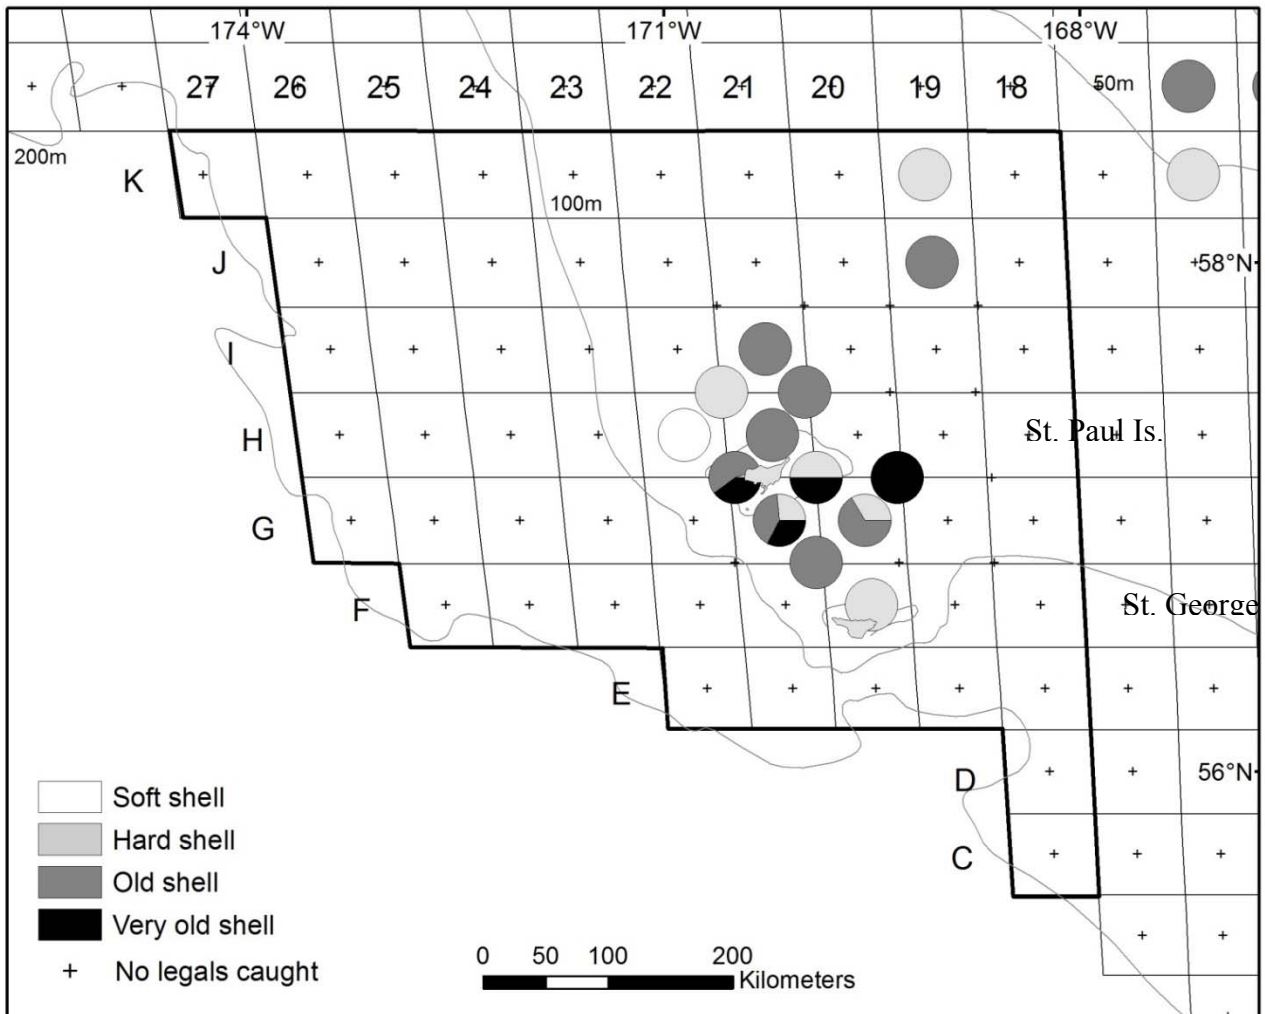 174°W 171°W 168°W
27 26 25 24 23 22 21 20 19 18 50m
200m
K
100m
J 58°N
I
H St. Paul Is.
G
F St. George
E
D 56°N
C
Soft shell
Hard shell
Old shell
Very old shell
+ No legals caught
0 50 100 200
Kilometers